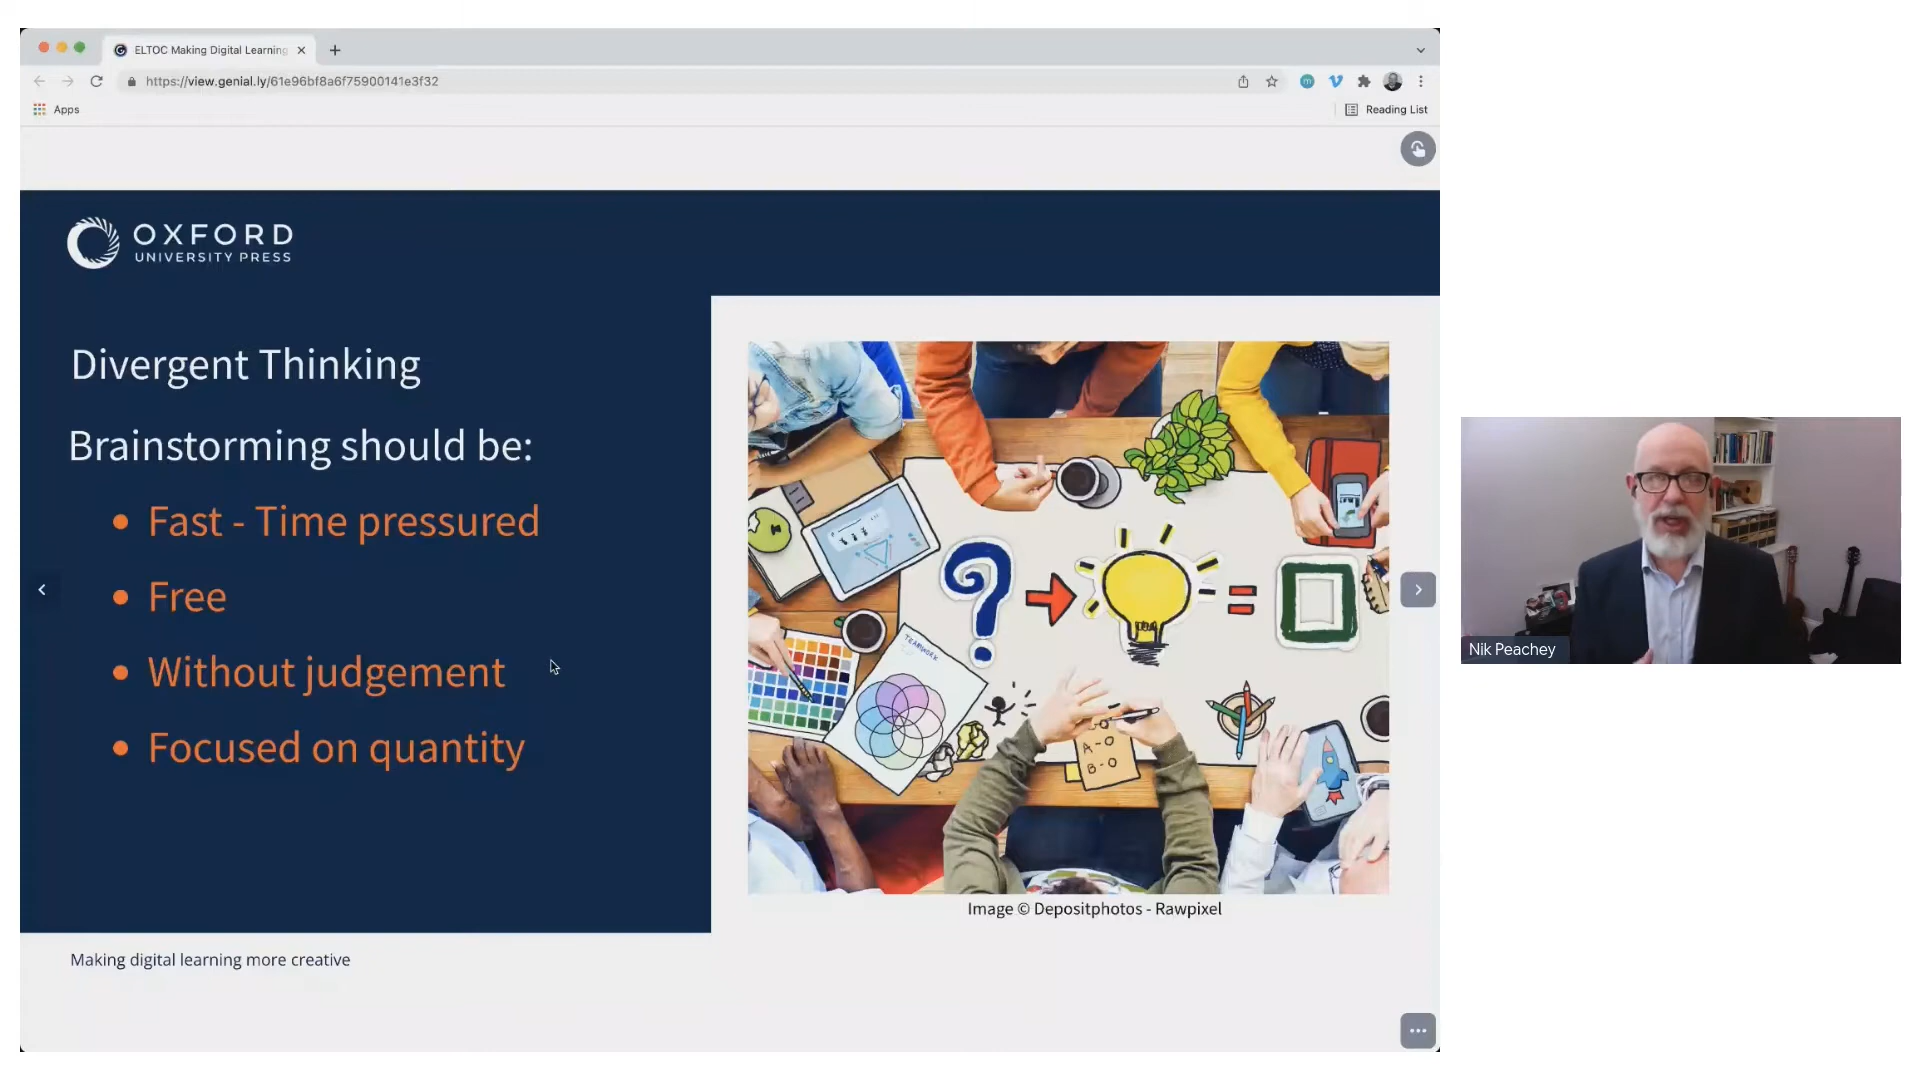 ELTOC Making Digital Learning
https://view.genial.ly/61e96bf8a6f75900141e3f32
Apps
Reading List
OXFORD
UNIVERSITY PRESS
Divergent Thinking
Brainstorming should be:
• Fast - Time pressured
• Free
• Without judgement
• Focused on quantity
TEAMWORK
A-O
B-O
Image © Depositphotos - Rawpixel
Making digital learning more creative
Nik Peachey